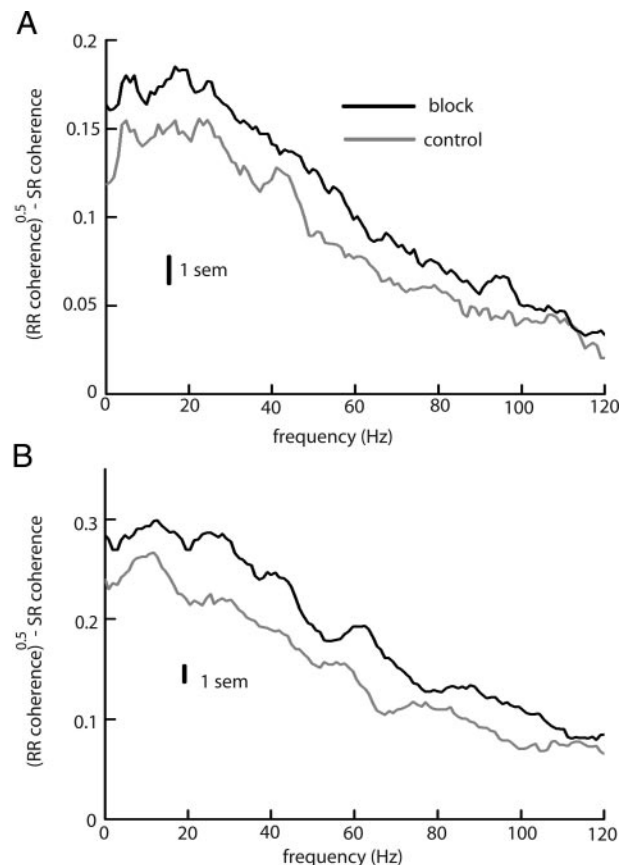 A
0.2
0.15
0.1
0.05
0
(RR coherence)^0.5 - SR coherence
block
control
1 sem
0 20 40 60 80 100 120
frequency (Hz)
B
0.3
0.2
0.1
0
(RR coherence)^0.5 - SR coherence
1 sem
0 20 40 60 80 100 120
frequency (Hz)